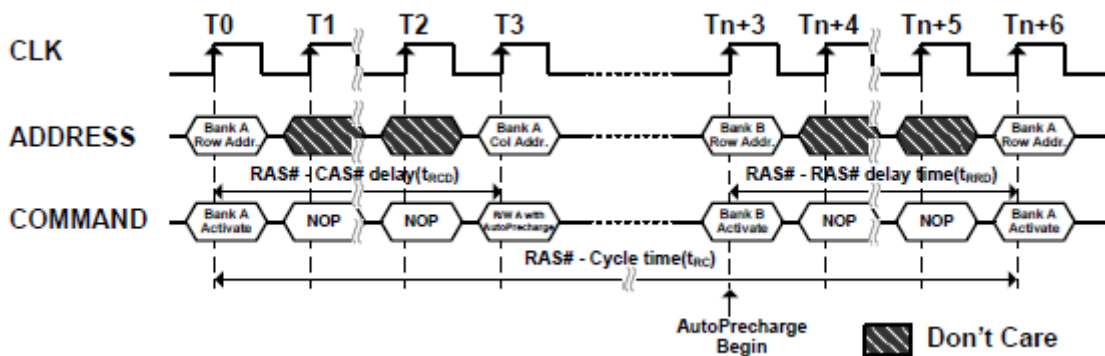 T0 T1 T2 T3 Tn+3 Tn+4 Tn+5 Tn+6
CLK
ADDRESS
Bank A
Row Addr.
Bank A
Col Addr.
Bank B
Row Addr.
Bank A
Row Addr.
RAS# - CAS# delay(tRCD)
RAS# - RAS# delay time(tRRD)
COMMAND
Bank A
Activate
NOP
NOP
R/W A with
AutoPrecharge
Bank B
Activate
NOP
NOP
Bank A
Activate
RAS# - Cycle time(tRC)
AutoPrecharge
Begin
Don't Care